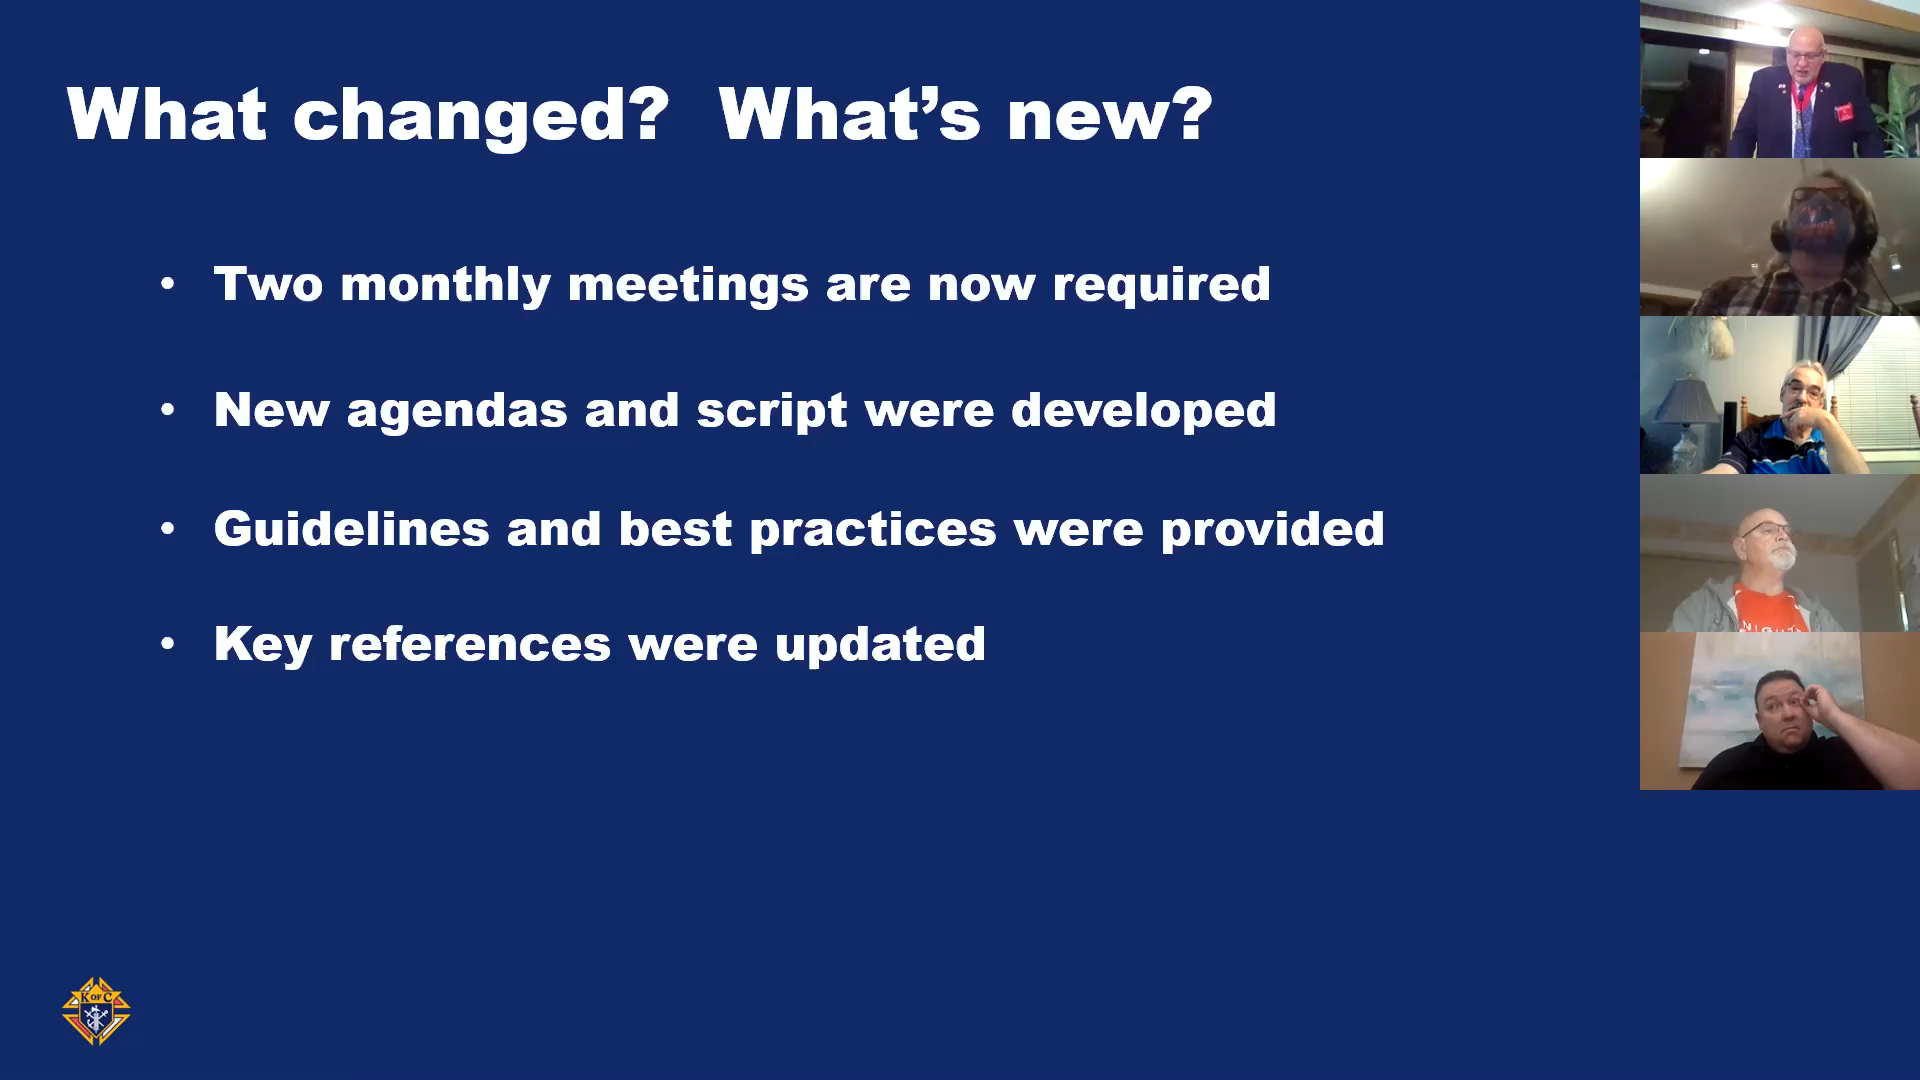 What changed?  What’s new?
• Two monthly meetings are now required
• New agendas and script were developed
• Guidelines and best practices were provided
• Key references were updated
K OF C